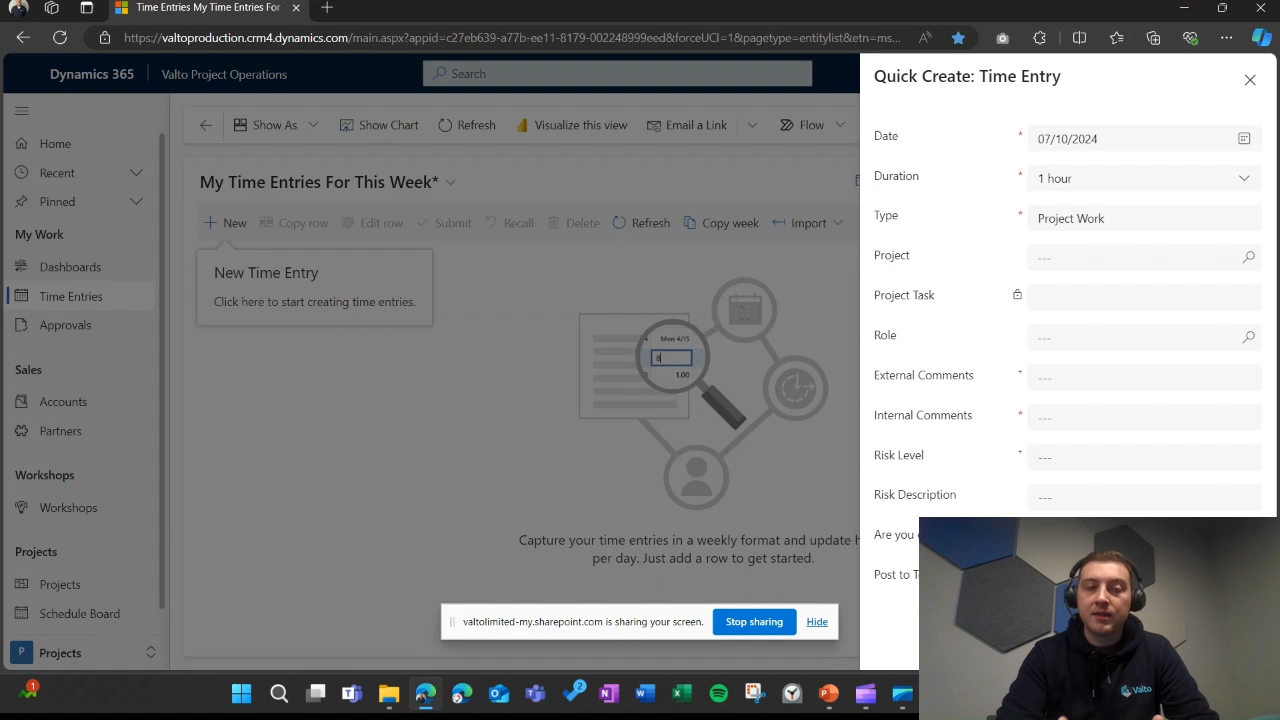 Time Entries My Time Entries For
https://valtoproduction.crm4.dynamics.com/main.aspx?appid=c27eb639-a77b-ee11-8179-002248999eed&forceUCI=1&pagetype=entitylist&etn=ms...
Dynamics 365
Valto Project Operations
Search
Home
Recent
Pinned
My Work
Dashboards
Time Entries
Approvals
Sales
Accounts
Partners
Workshops
Workshops
Projects
Projects
Schedule Board
P
Projects
Show As
Show Chart
Refresh
Visualize this view
Email a Link
Flow
My Time Entries For This Week*
New
Copy row
Edit row
Submit
Recall
Delete
Refresh
Copy week
Import
New Time Entry
Click here to start creating time entries.
Mon 4/15
8
1.00
Capture your time entries in a weekly format and update h
per day. Just add a row to get started.
valtolimited-my.sharepoint.com is sharing your screen.
Stop sharing
Hide
Quick Create: Time Entry
Date * 07/10/2024
Duration * 1 hour
Type * Project Work
Project ---
Project Task
Role ---
External Comments + ---
Internal Comments * ---
Risk Level + ---
Risk Description ---
Are you
Post to T
Valto
1
2